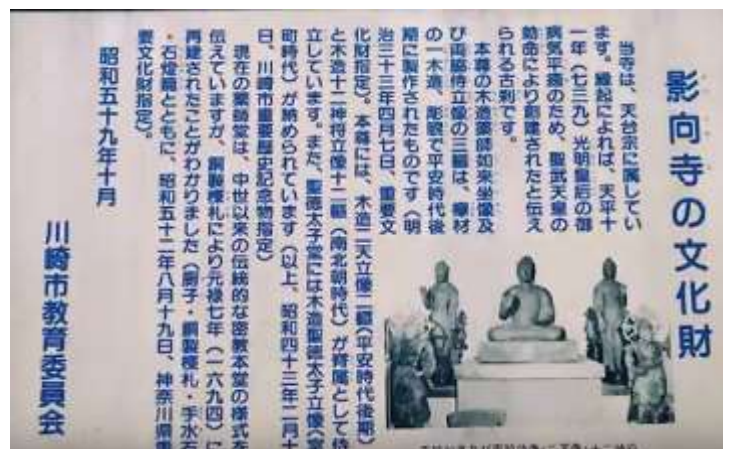 影向寺の文化財
当寺は、天台宗に属してい
ます。縁起によれば、天平十
一年（七三九）光明皇后の御
病気平癒のため、聖武天皇の
勅命により創建されたと伝え
られる古刹です。
本尊の木造薬師如来坐像及
び両脇侍立像の三軀は、欅材
の一木造、彫眼で平安時代後
期に製作されたものです（明
治三十三年四月七日、重要文
化財指定）。本尊には、木造二天立像二軀（平安時代後期）
と木造十二神将立像十二軀（南北朝時代）が眷属として侍
立しています。また、聖徳太子堂には木造聖徳太子立像（室
町時代）が納められています（以上、昭和四十三年二月十
日、川崎市重要歴史記念物指定）
現在の薬師堂は、中世以来の伝統的な密教本堂の様式を
伝えていますが、銅製棟札により元禄七年（一六九四）に
再建されたことがわかりました（厨子・銅製棟札・手水石
・石燈籠とともに、昭和五十二年八月十九日、神奈川県重
要文化財指定）。
昭和五十九年十月
川崎市教育委員会